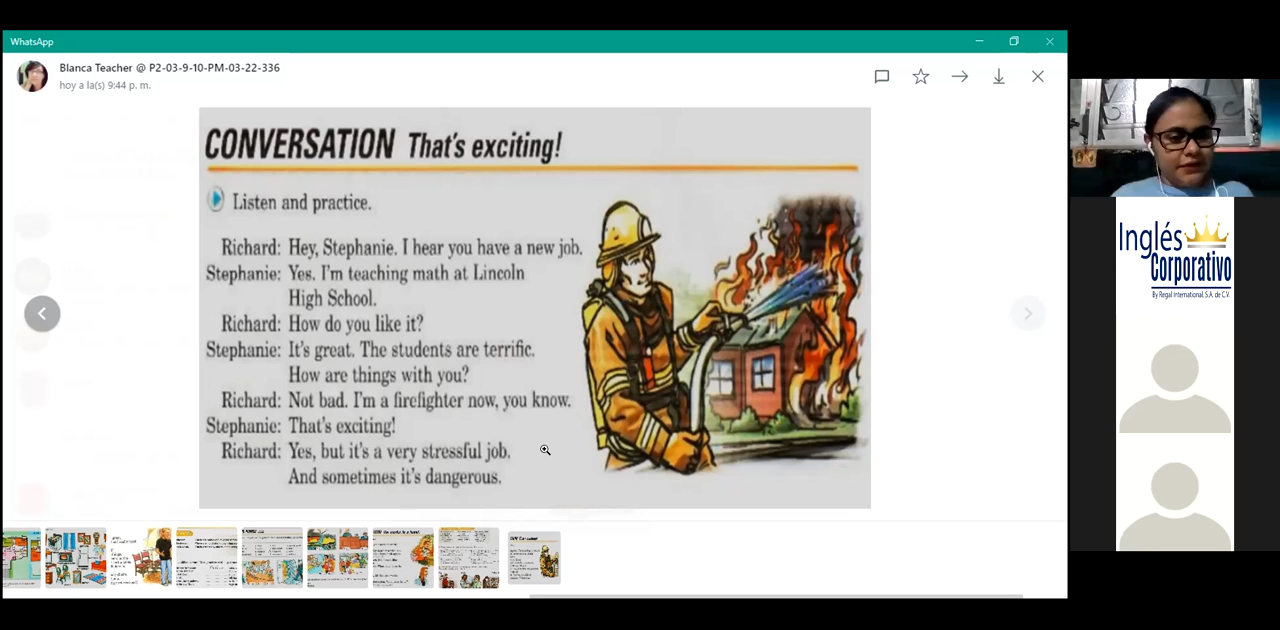 WhatsApp
Blanca Teacher @ P2-03-9-10-PM-03-22-336
hoy a la(s) 9:44 p. m.
CONVERSATION That's exciting!
Listen and practice.
Richard: Hey, Stephanie. I hear you have a new job.
Stephanie: Yes. I'm teaching math at Lincoln
High School.
Richard: How do you like it?
Stephanie: It's great. The students are terrific.
How are things with you?
Richard: Not bad. I'm a firefighter now, you know.
Stephanie: That's exciting!
Richard: Yes, but it's a very stressful job.
And sometimes it's dangerous.
Inglés
Corporativo
By Regal International, S.A. de C.V.